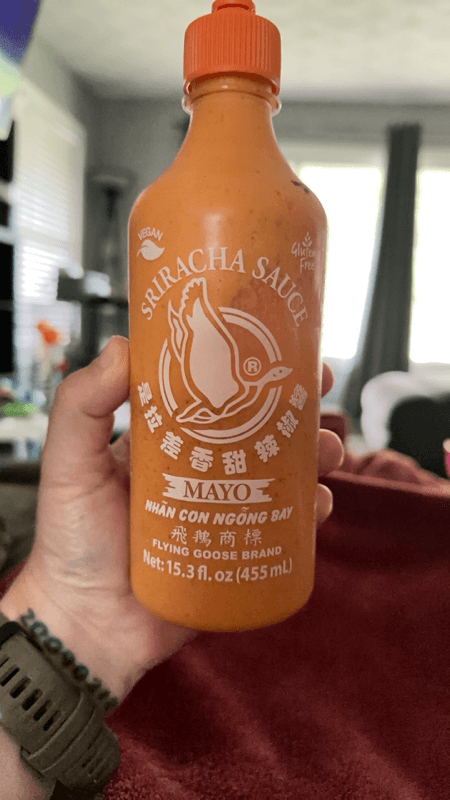 VEGAN
Gluten
Free
SRIRACHA SAUCE
®
是拉差香甜辣椒醬
MAYO
NHÃN CON NGỖNG BAY
飛鵝商標
FLYING GOOSE BRAND
Net: 15.3 fl. oz (455 mL)